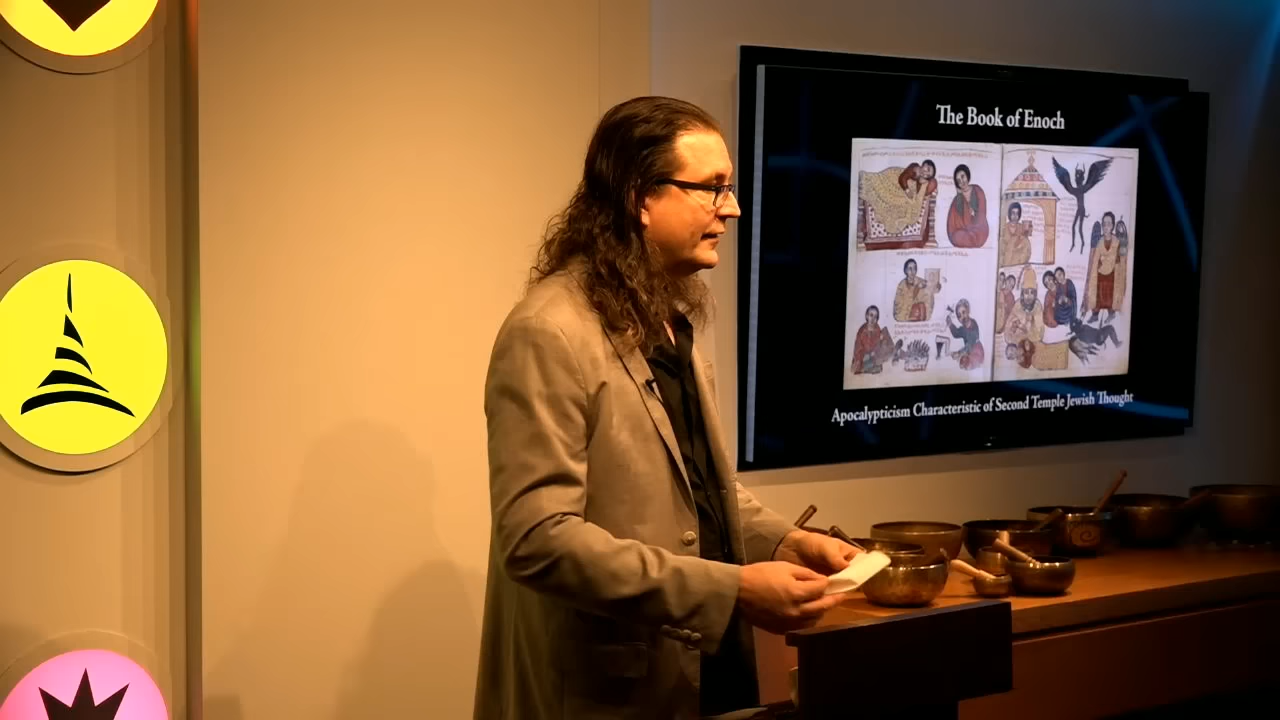 The Book of Enoch
Apocalypticism Characteristic of Second Temple Jewish Thought